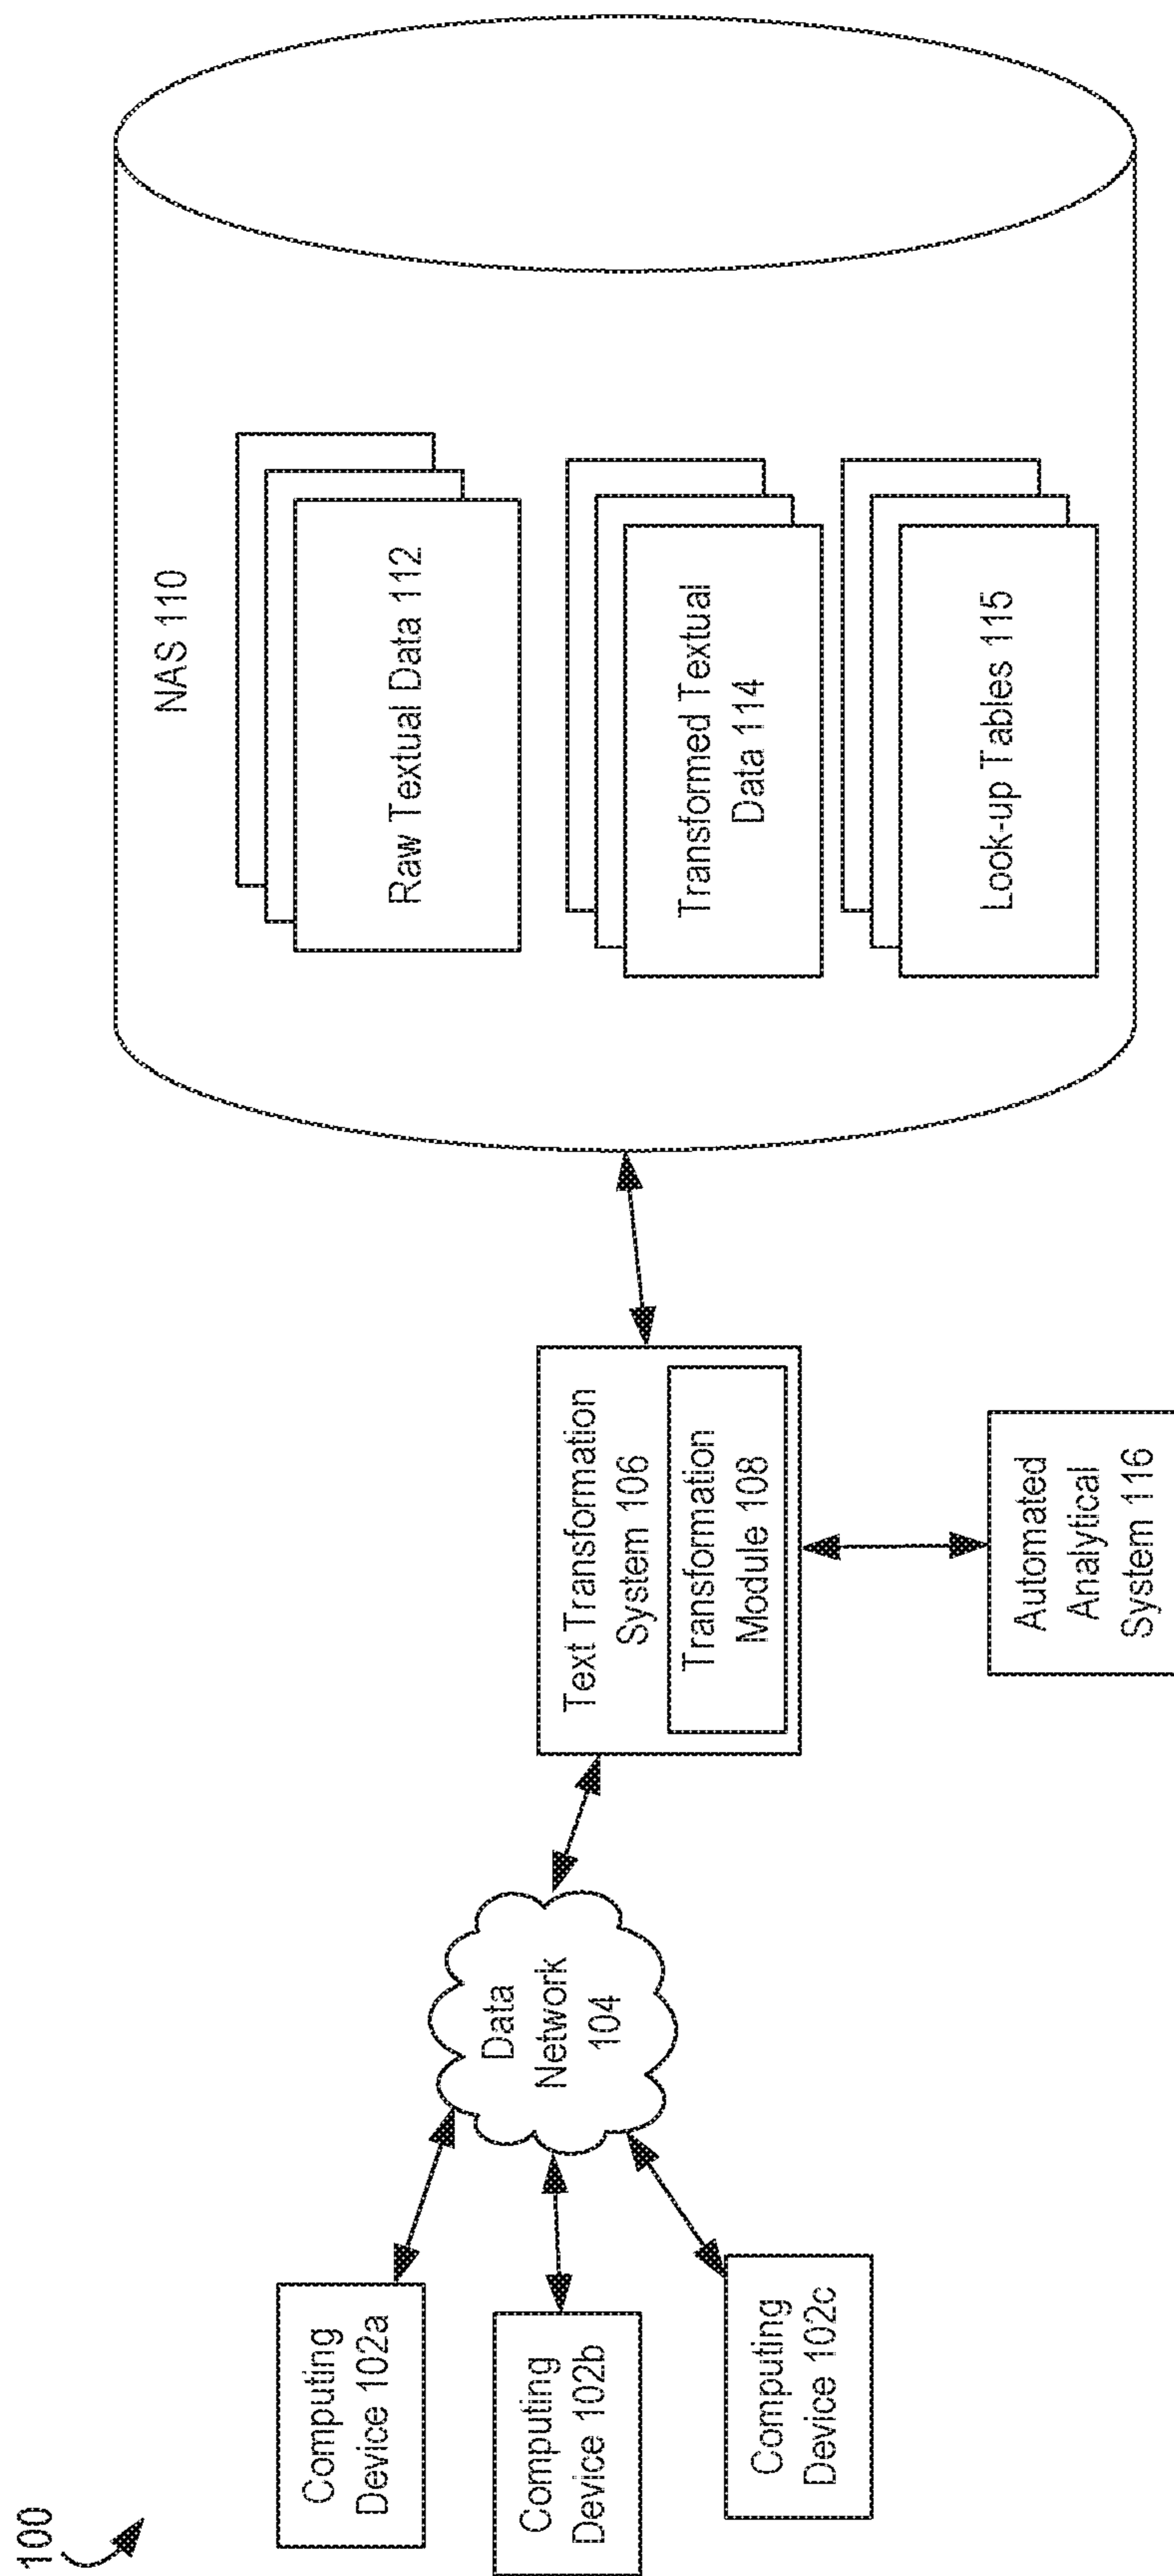 100
Computing
Device 102a
Computing
Device 102b
Computing
Device 102c
Data
Network
104
Text Transformation
System 106
Transformation
Module 108
Automated
Analytical
System 116
NAS 110
Raw Textual Data 112
Transformed Textual
Data 114
Look-up Tables 115